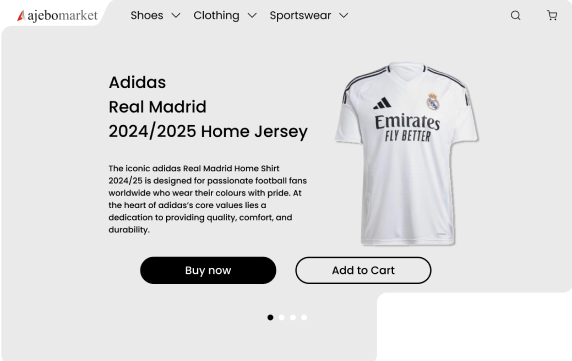 ajebomarket
Shoes Clothing Sportswear
Adidas
Real Madrid
2024/2025 Home Jersey
The iconic adidas Real Madrid Home Shirt
2024/25 is designed for passionate football fans
worldwide who wear their colours with pride. At
the heart of adidas's core values lies a
dedication to providing quality, comfort, and
durability.
Emirates
FLY BETTER
Buy now
Add to Cart